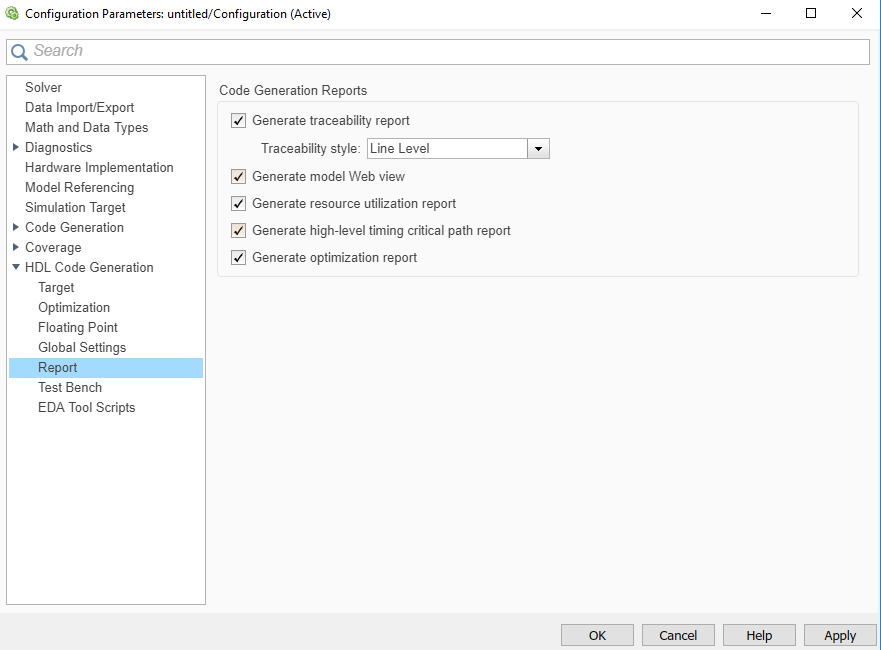 Configuration Parameters: untitled/Configuration (Active)
Search
Solver
Data Import/Export
Math and Data Types
Diagnostics
Hardware Implementation
Model Referencing
Simulation Target
Code Generation
Coverage
HDL Code Generation
Target
Optimization
Floating Point
Global Settings
Report
Test Bench
EDA Tool Scripts
Code Generation Reports
Generate traceability report
Traceability style: Line Level
Generate model Web view
Generate resource utilization report
Generate high-level timing critical path report
Generate optimization report
OK Cancel Help Apply